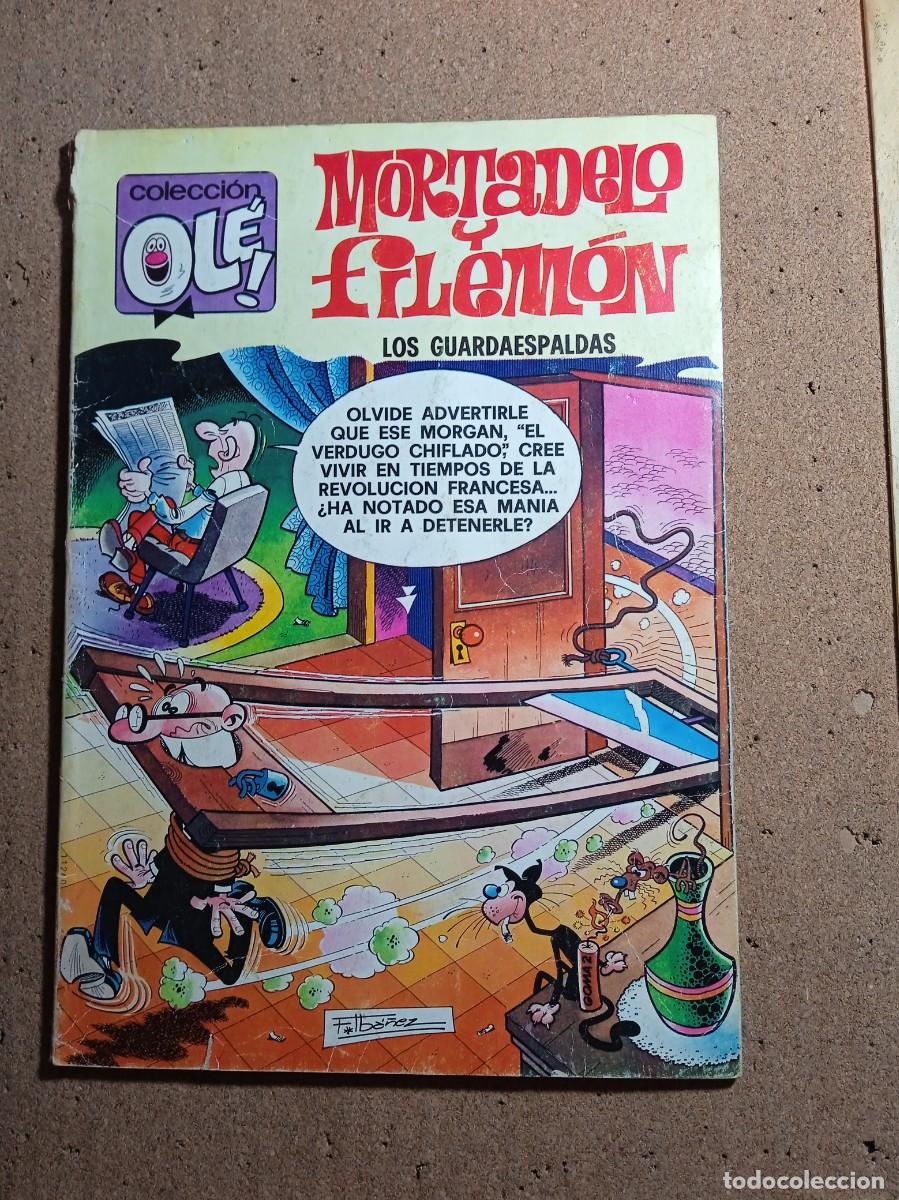 colección
OLÉ!
MORTADELO
Y
FILEMÓN
LOS GUARDAESPALDAS
OLVIDE ADVERTIRLE
QUE ESE MORGAN, "EL
VERDUGO CHIFLADO", CREE
VIVIR EN TIEMPOS DE LA
REVOLUCION FRANCESA...
¿HA NOTADO ESA MANIA
AL IR A DETENERLE?
GOMAZ
F. Ibáñez
todocoleccion